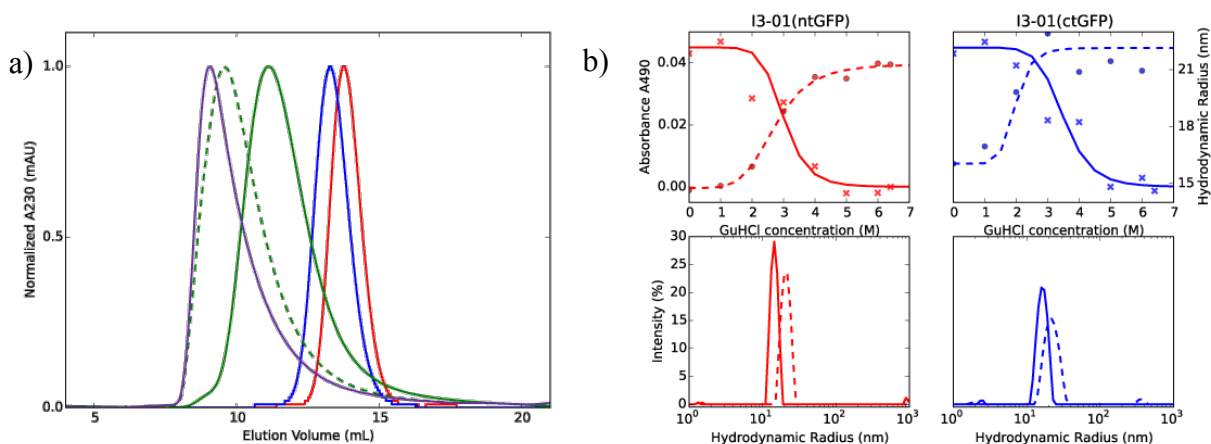 a)
Normalized A230 (mAU)
1.0
0.5
0.0
5 10 15 20
Elution Volume (mL)
b)
I3-01(ntGFP)
Absorbance A490
0.04
0.02
0.00
0 1 2 3 4 5 6 7
GuHCl concentration (M)
I3-01(ctGFP)
21
18
15
Hydrodynamic Radius (nm)
0 1 2 3 4 5 6 7
GuHCl concentration (M)
Intensity (%)
30
25
20
15
10
5
0
10⁰ 10¹ 10² 10³
Hydrodynamic Radius (nm)
10⁰ 10¹ 10² 10³
Hydrodynamic Radius (nm)